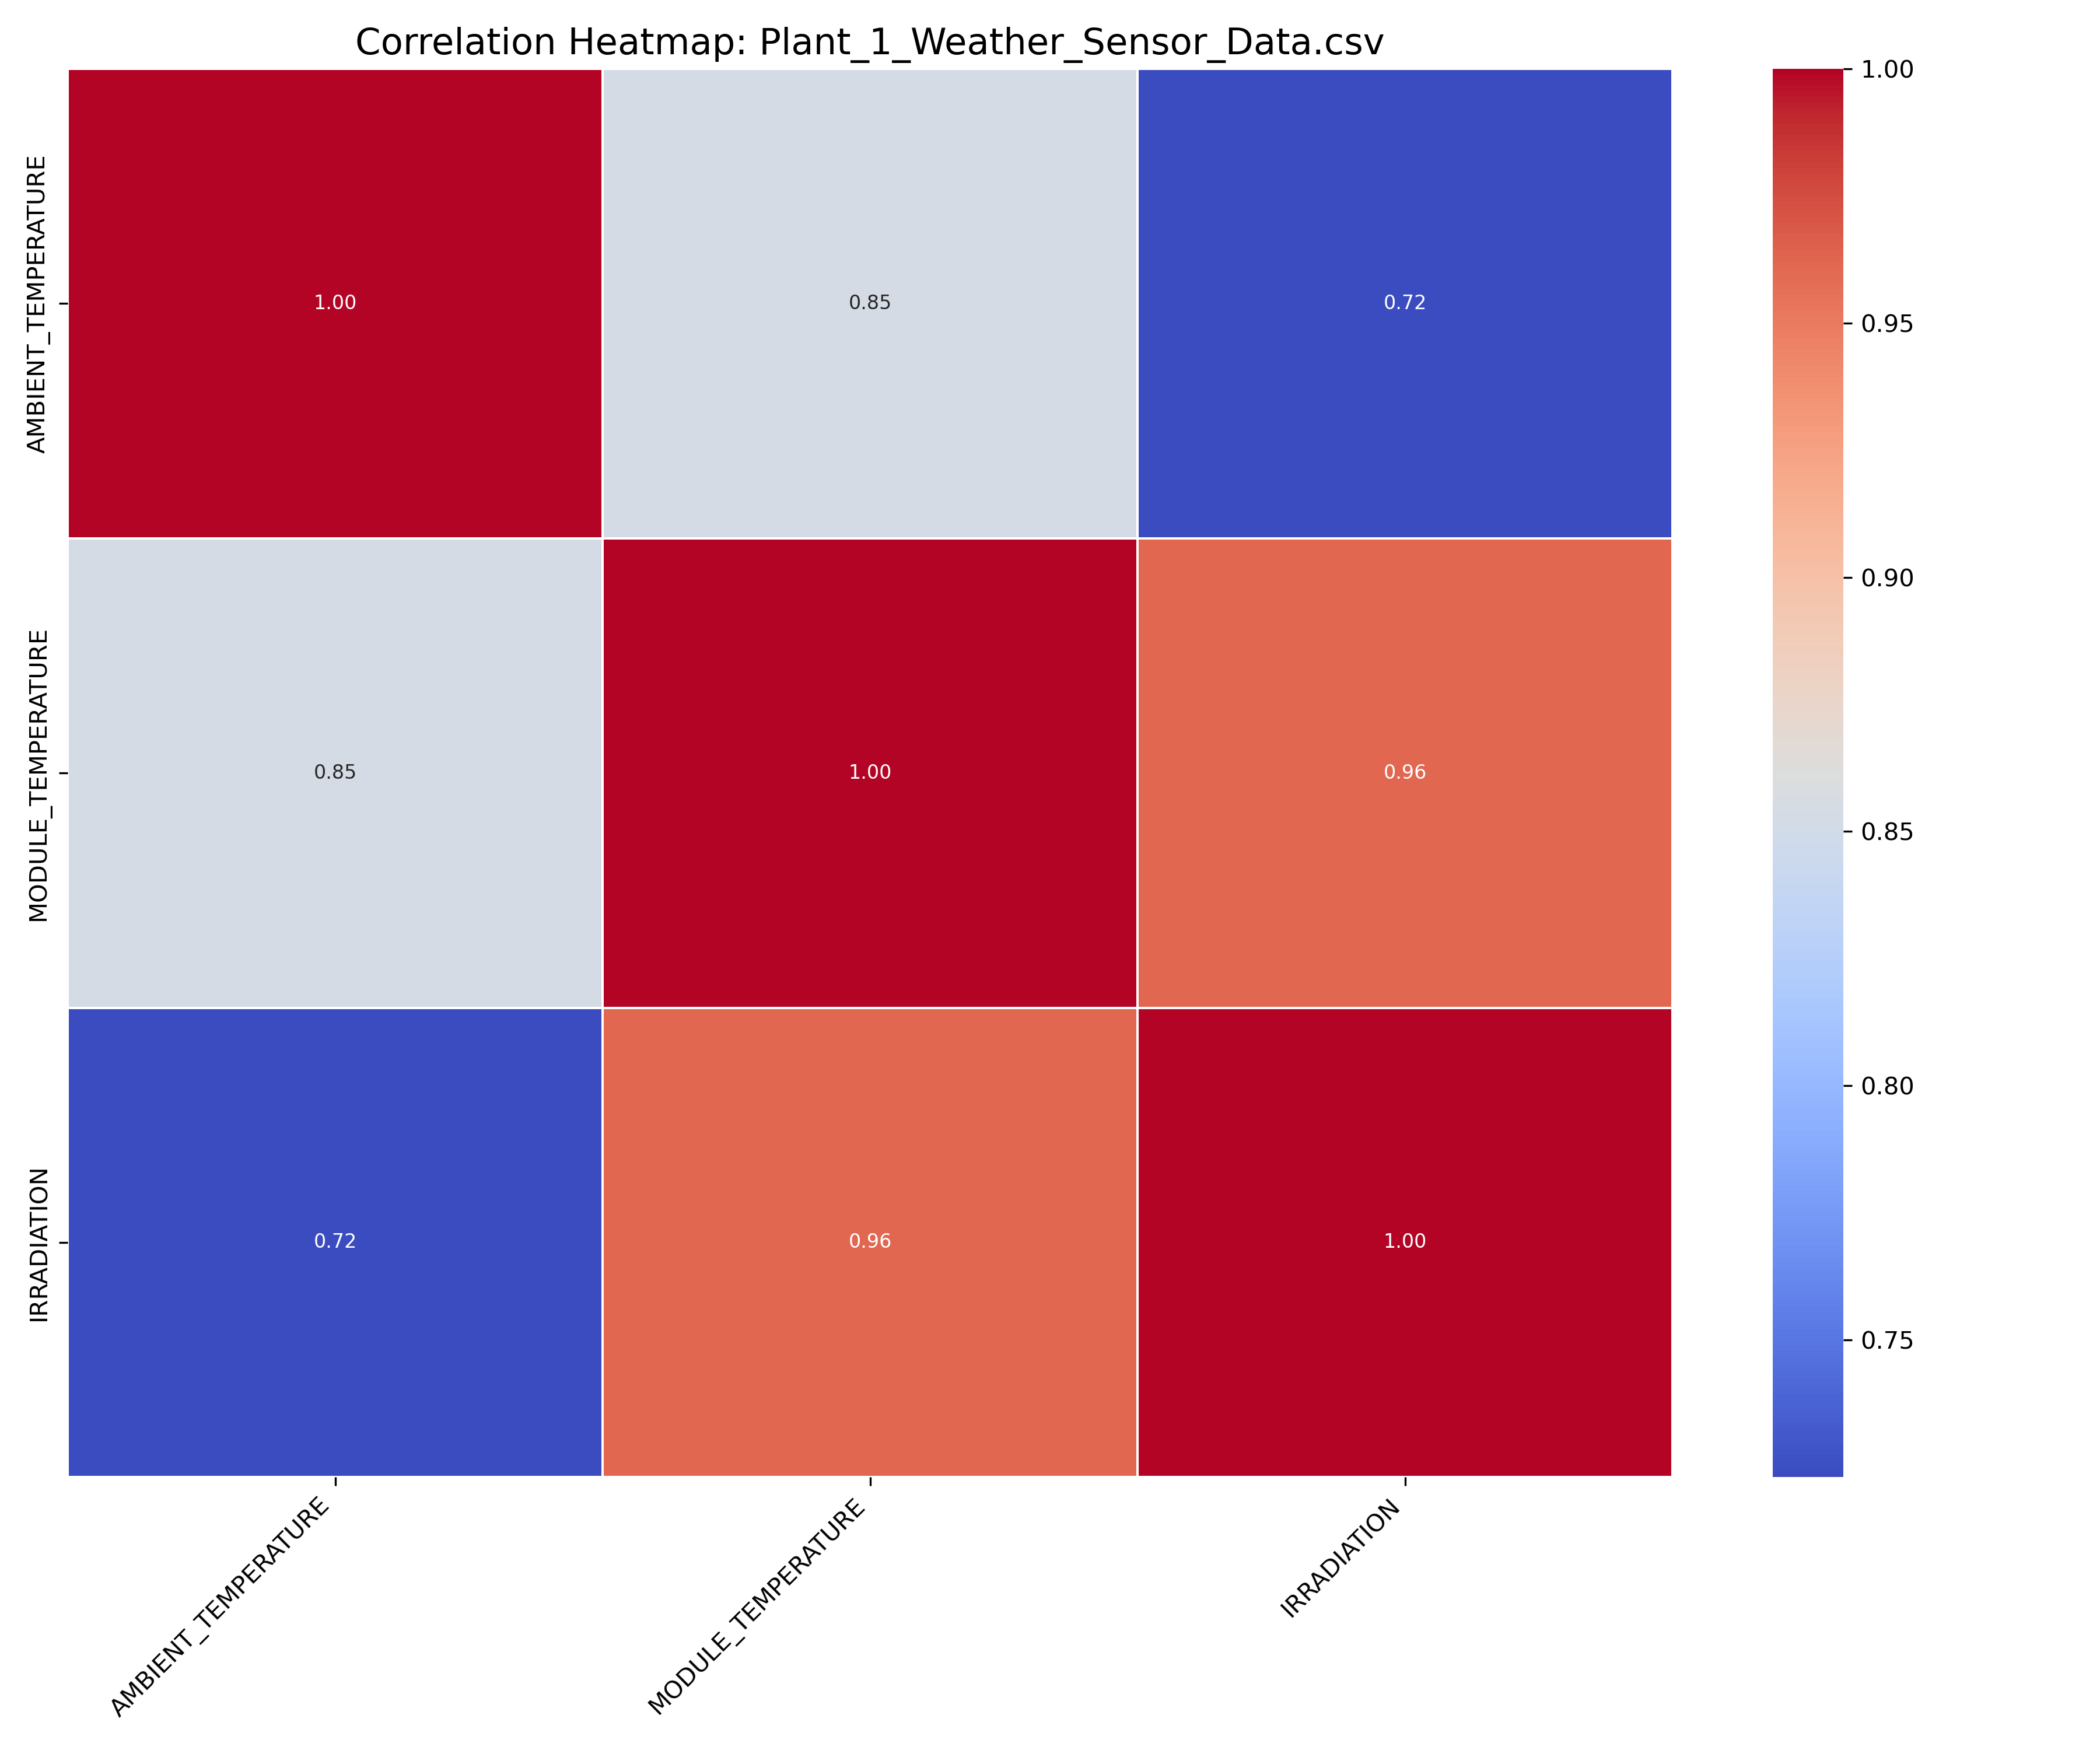 Correlation Heatmap: Plant_1_Weather_Sensor_Data.csv
AMBIENT_TEMPERATURE
1.00
0.85
0.72
MODULE_TEMPERATURE
0.85
1.00
0.96
IRRADIATION
0.72
0.96
1.00
AMBIENT_TEMPERATURE
MODULE_TEMPERATURE
IRRADIATION
1.00
0.95
0.90
0.85
0.80
0.75